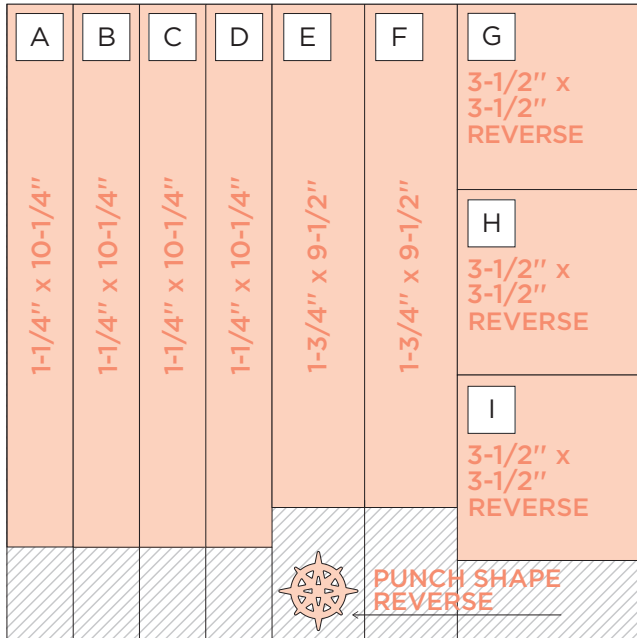 A
B
C
D
E
F
G
3-1/2" x
3-1/2"
REVERSE
1-1/4" x 10-1/4"
1-1/4" x 10-1/4"
1-1/4" x 10-1/4"
1-1/4" x 10-1/4"
1-3/4" x 9-1/2"
1-3/4" x 9-1/2"
H
3-1/2" x
3-1/2"
REVERSE
I
3-1/2" x
3-1/2"
REVERSE
PUNCH SHAPE
REVERSE